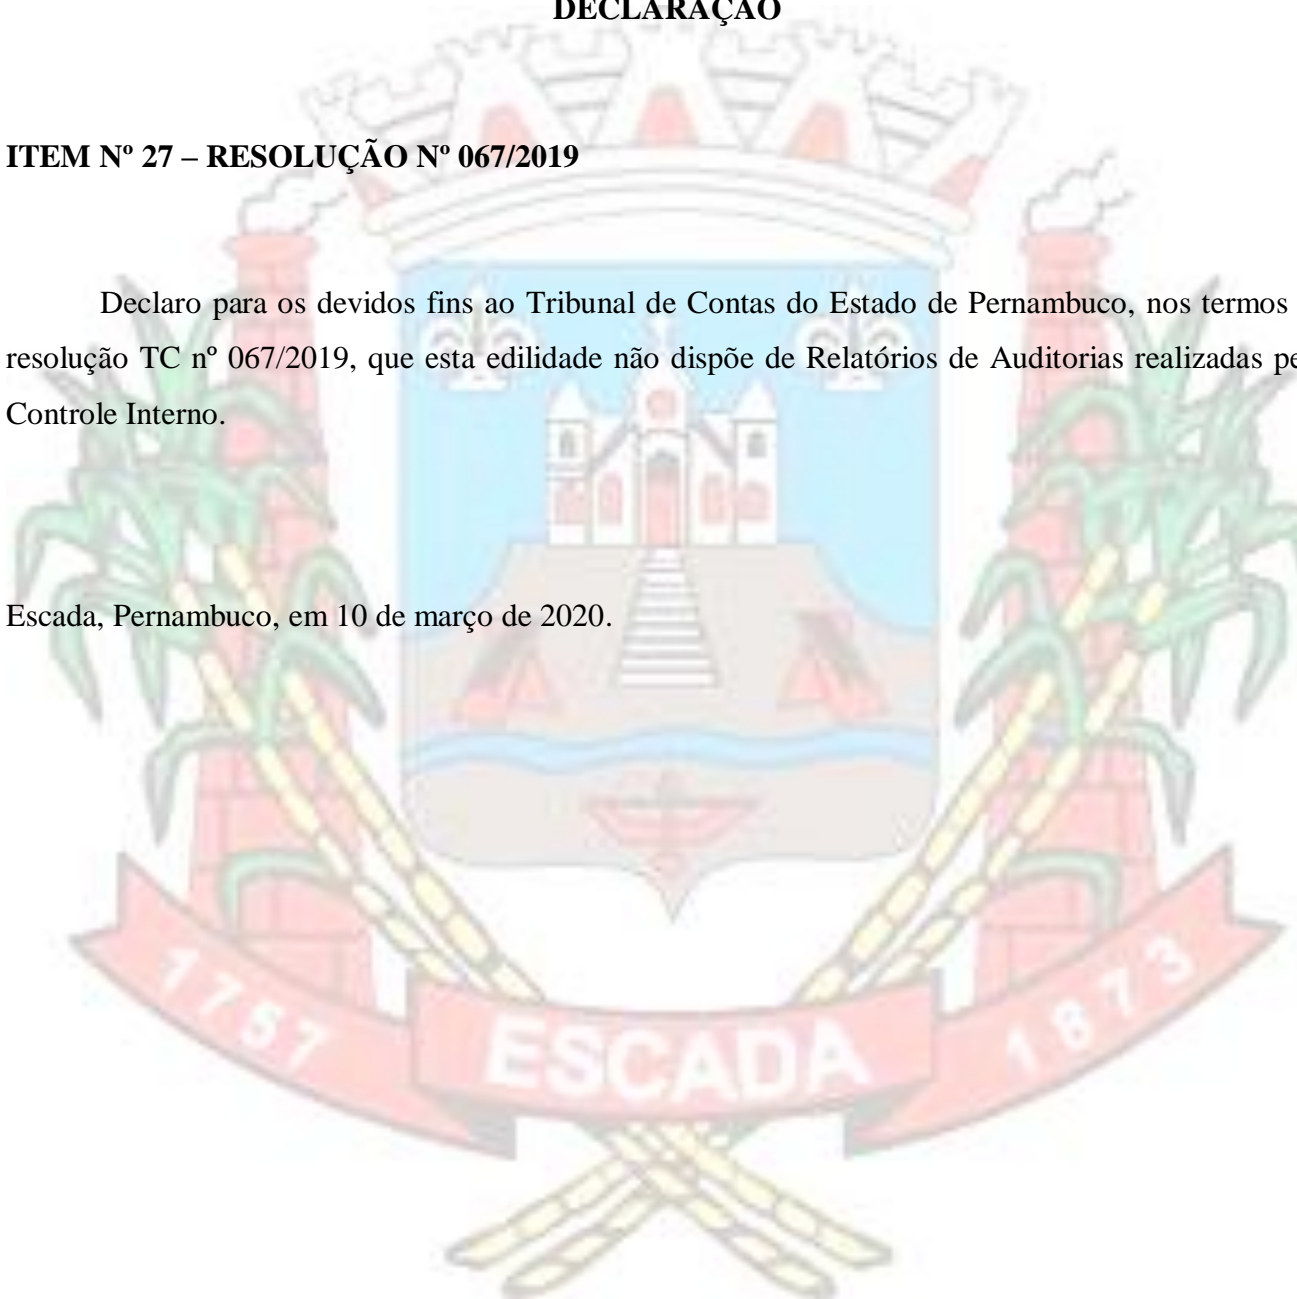 DECLARAÇÃO
ITEM Nº 27 – RESOLUÇÃO Nº 067/2019
Declaro para os devidos fins ao Tribunal de Contas do Estado de Pernambuco, nos termos
resolução TC nº 067/2019, que esta edilidade não dispõe de Relatórios de Auditorias realizadas pe
Controle Interno.
Escada, Pernambuco, em 10 de março de 2020.
1757
ESCADA
1873